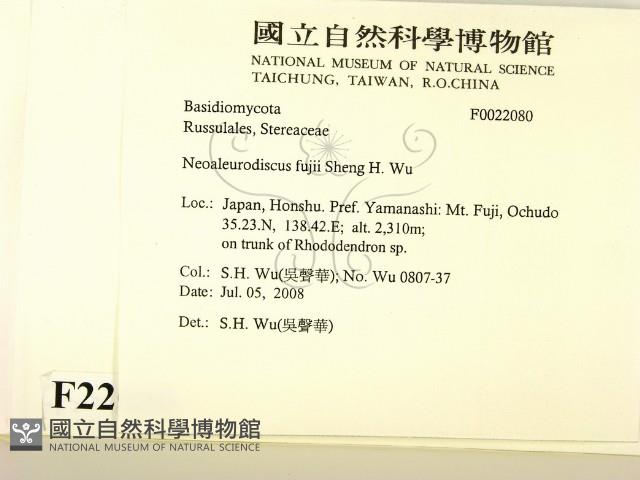 國立自然科學博物館
NATIONAL MUSEUM OF NATURAL SCIENCE
TAICHUNG, TAIWAN, R.O.CHINA
Basidiomycota F0022080
Russulales, Stereaceae
Neoaleurodiscus fujii Sheng H. Wu
Loc.: Japan, Honshu. Pref. Yamanashi: Mt. Fuji, Ochudo
35.23.N, 138.42.E; alt. 2,310m;
on trunk of Rhododendron sp.
Col.: S.H. Wu(吳聲華); No. Wu 0807-37
Date: Jul. 05, 2008
Det.: S.H. Wu(吳聲華)
F22
國立自然科學博物館
NATIONAL MUSEUM OF NATURAL SCIENCE